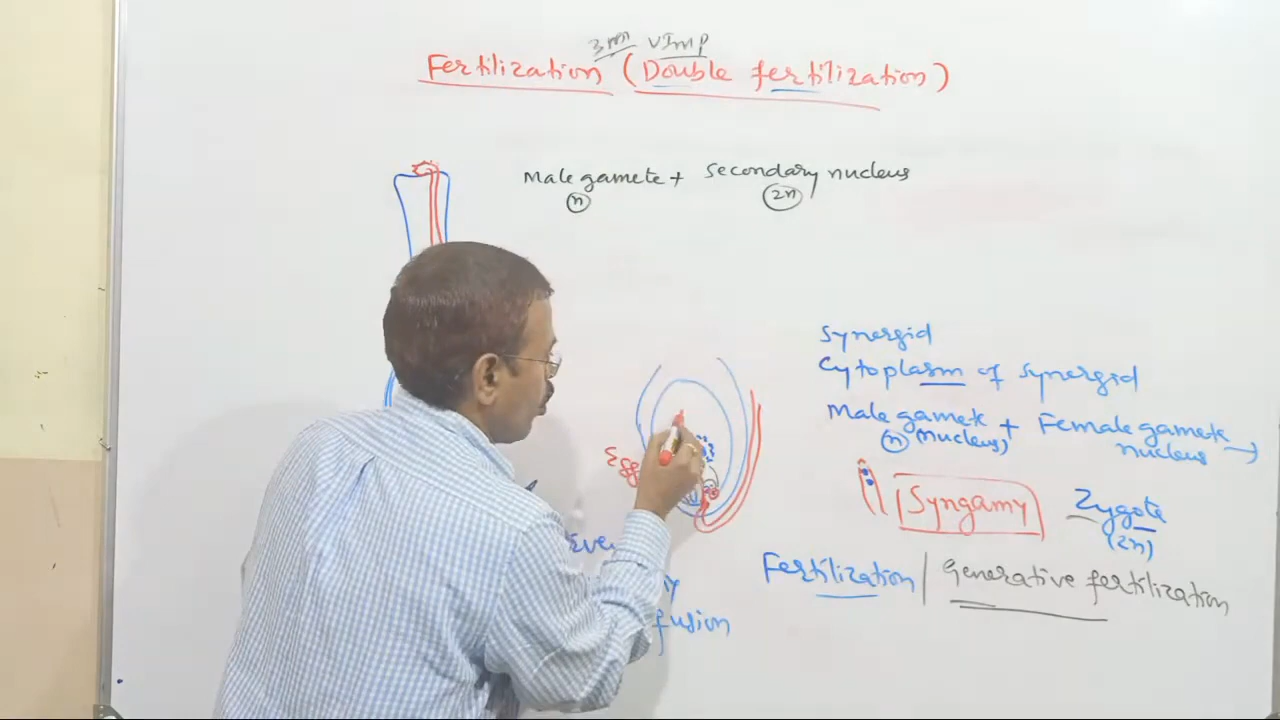 3m VImp
Fertilization (Double fertilization)
Male gamete + Secondary nucleus
n 2n
Synergid
Cytoplasm of synergid
Male gamete + Female gamete →
n (nucleus) nucleus
Syngamy Zygote
(2n)
Fertilization | Generative fertilization
fusion